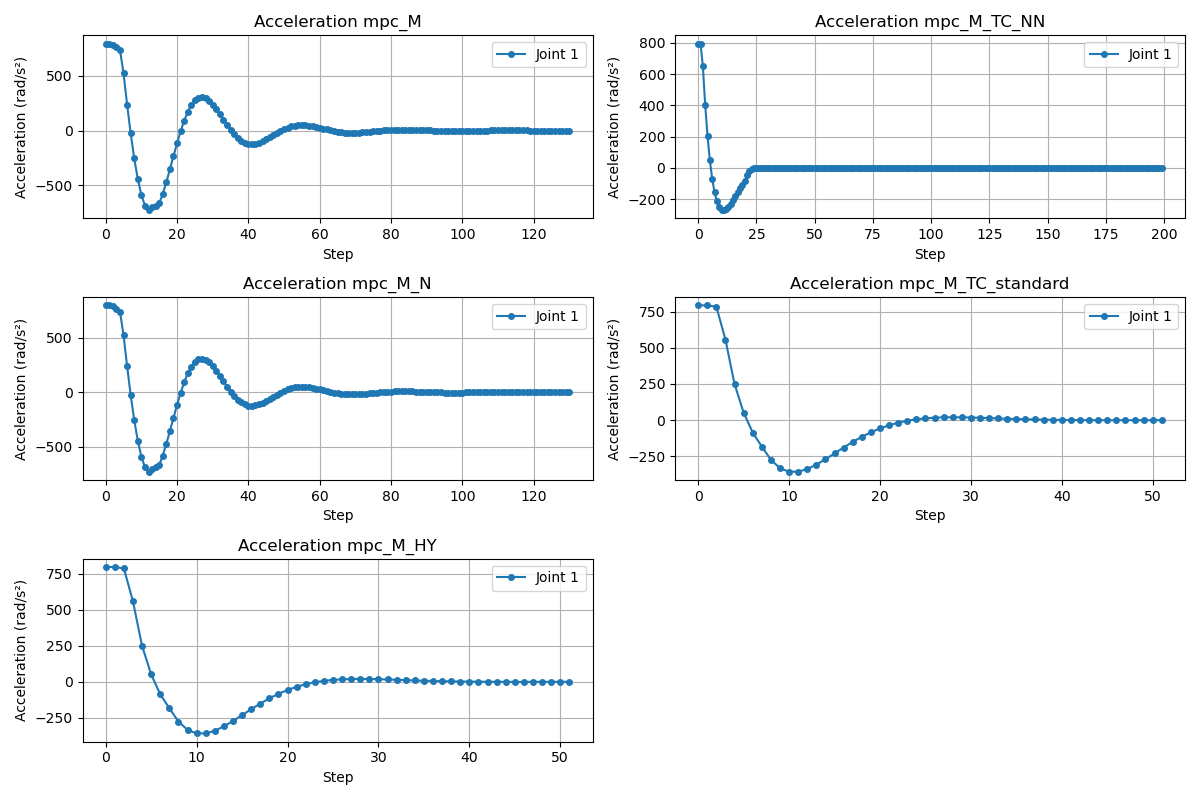 Acceleration mpc_M
Acceleration (rad/s²)
500
0
−500
0 20 40 60 80 100 120
Step
Joint 1
Acceleration mpc_M_TC_NN
Acceleration (rad/s²)
800
600
400
200
0
−200
0 25 50 75 100 125 150 175 200
Step
Joint 1
Acceleration mpc_M_N
Acceleration (rad/s²)
500
0
−500
0 20 40 60 80 100 120
Step
Joint 1
Acceleration mpc_M_TC_standard
Acceleration (rad/s²)
750
500
250
0
−250
0 10 20 30 40 50
Step
Joint 1
Acceleration mpc_M_HY
Acceleration (rad/s²)
750
500
250
0
−250
0 10 20 30 40 50
Step
Joint 1